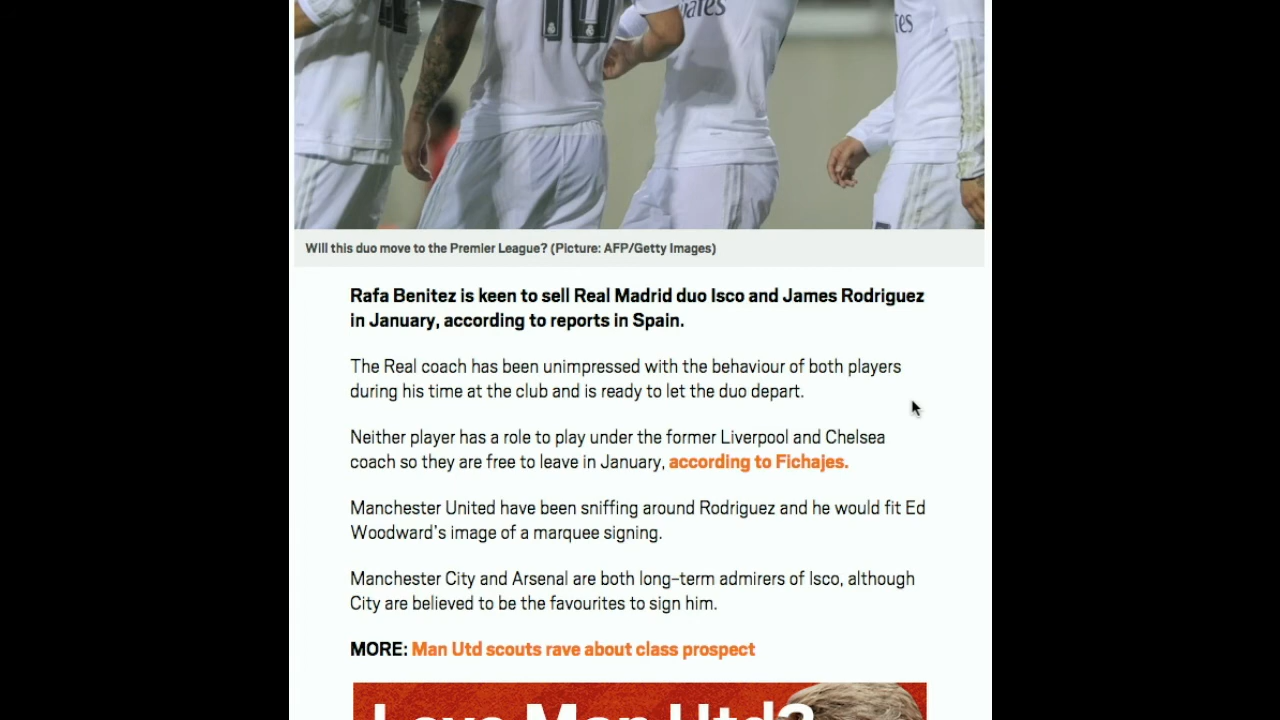 10
Will this duo move to the Premier League? (Picture: AFP/Getty Images)
Rafa Benitez is keen to sell Real Madrid duo Isco and James Rodriguez
in January, according to reports in Spain.
The Real coach has been unimpressed with the behaviour of both players
during his time at the club and is ready to let the duo depart.
Neither player has a role to play under the former Liverpool and Chelsea
coach so they are free to leave in January, according to Fichajes.
Manchester United have been sniffing around Rodriguez and he would fit Ed
Woodward's image of a marquee signing.
Manchester City and Arsenal are both long-term admirers of Isco, although
City are believed to be the favourites to sign him.
MORE: Man Utd scouts rave about class prospect
Love Man Utd?